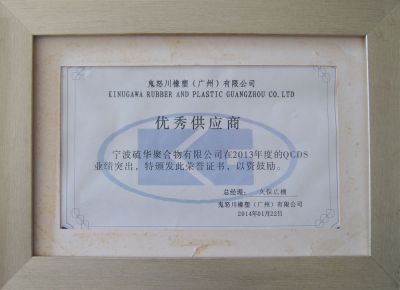 鬼怒川橡塑（广州）有限公司
KINUGAWA RUBBER AND PLASTIC GUANGZHOU CO.LTD
优秀供应商
宁波硫华聚合物有限公司在2013年度的QCDS
业绩突出，特颁发此荣誉证书，以资鼓励。
总经理： 久保広機
鬼怒川橡塑（广州）有限公司
2014年01月22日